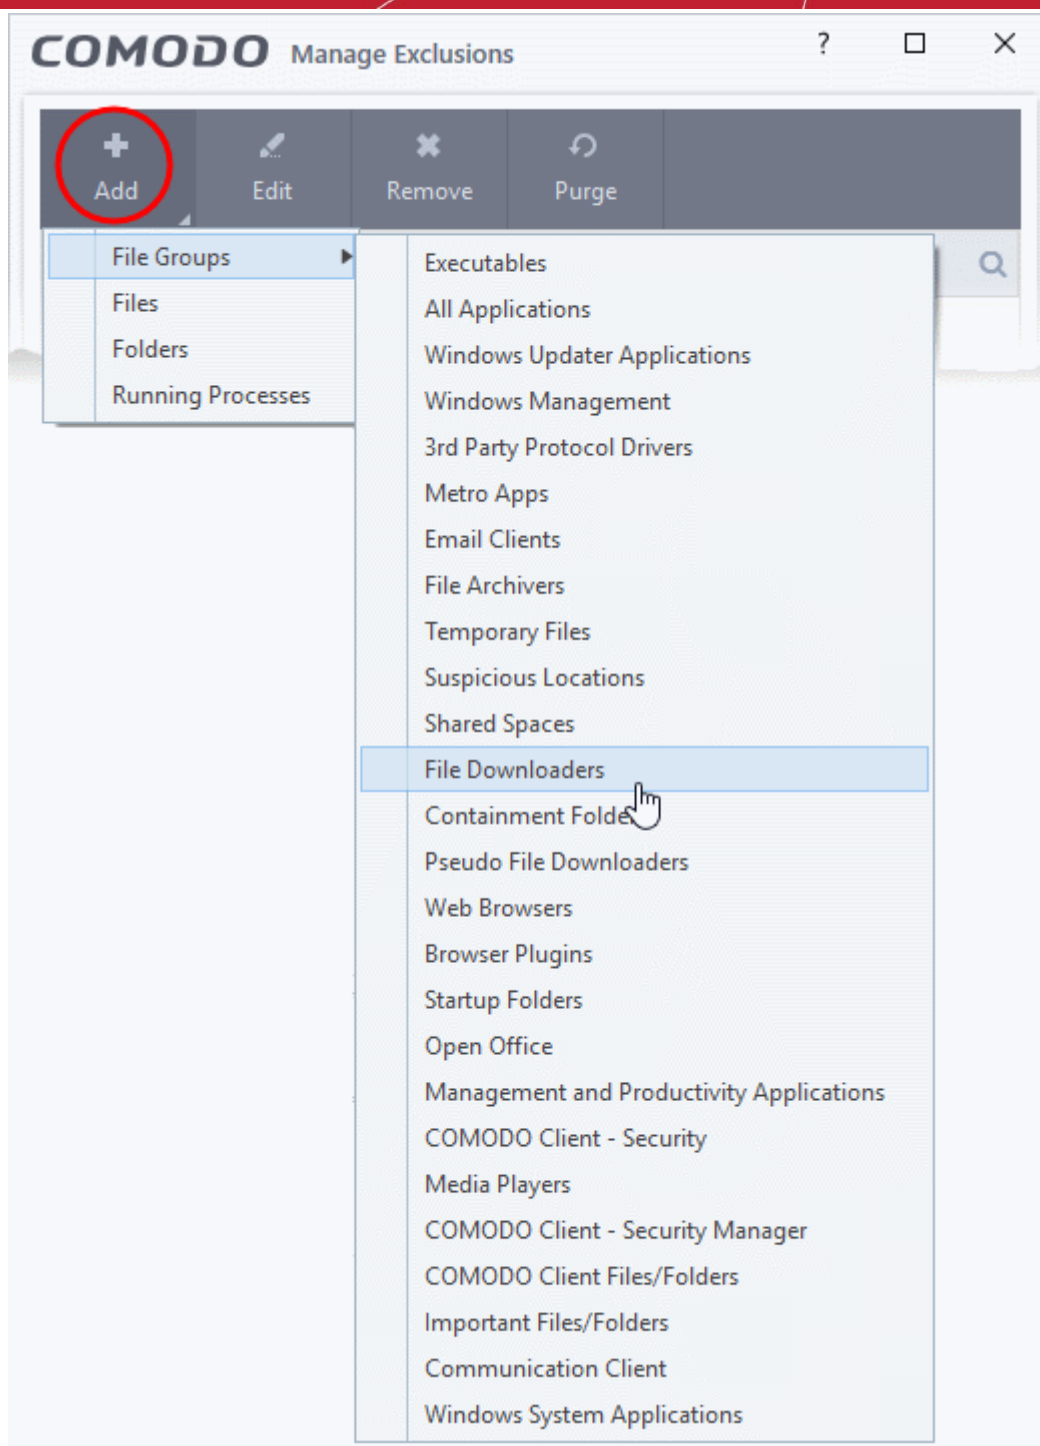 COMODO Manage Exclusions ?
Add Edit Remove Purge
File Groups
Files
Folders
Running Processes
Executables
All Applications
Windows Updater Applications
Windows Management
3rd Party Protocol Drivers
Metro Apps
Email Clients
File Archivers
Temporary Files
Suspicious Locations
Shared Spaces
File Downloaders
Containment Folde
Pseudo File Downloaders
Web Browsers
Browser Plugins
Startup Folders
Open Office
Management and Productivity Applications
COMODO Client - Security
Media Players
COMODO Client - Security Manager
COMODO Client Files/Folders
Important Files/Folders
Communication Client
Windows System Applications